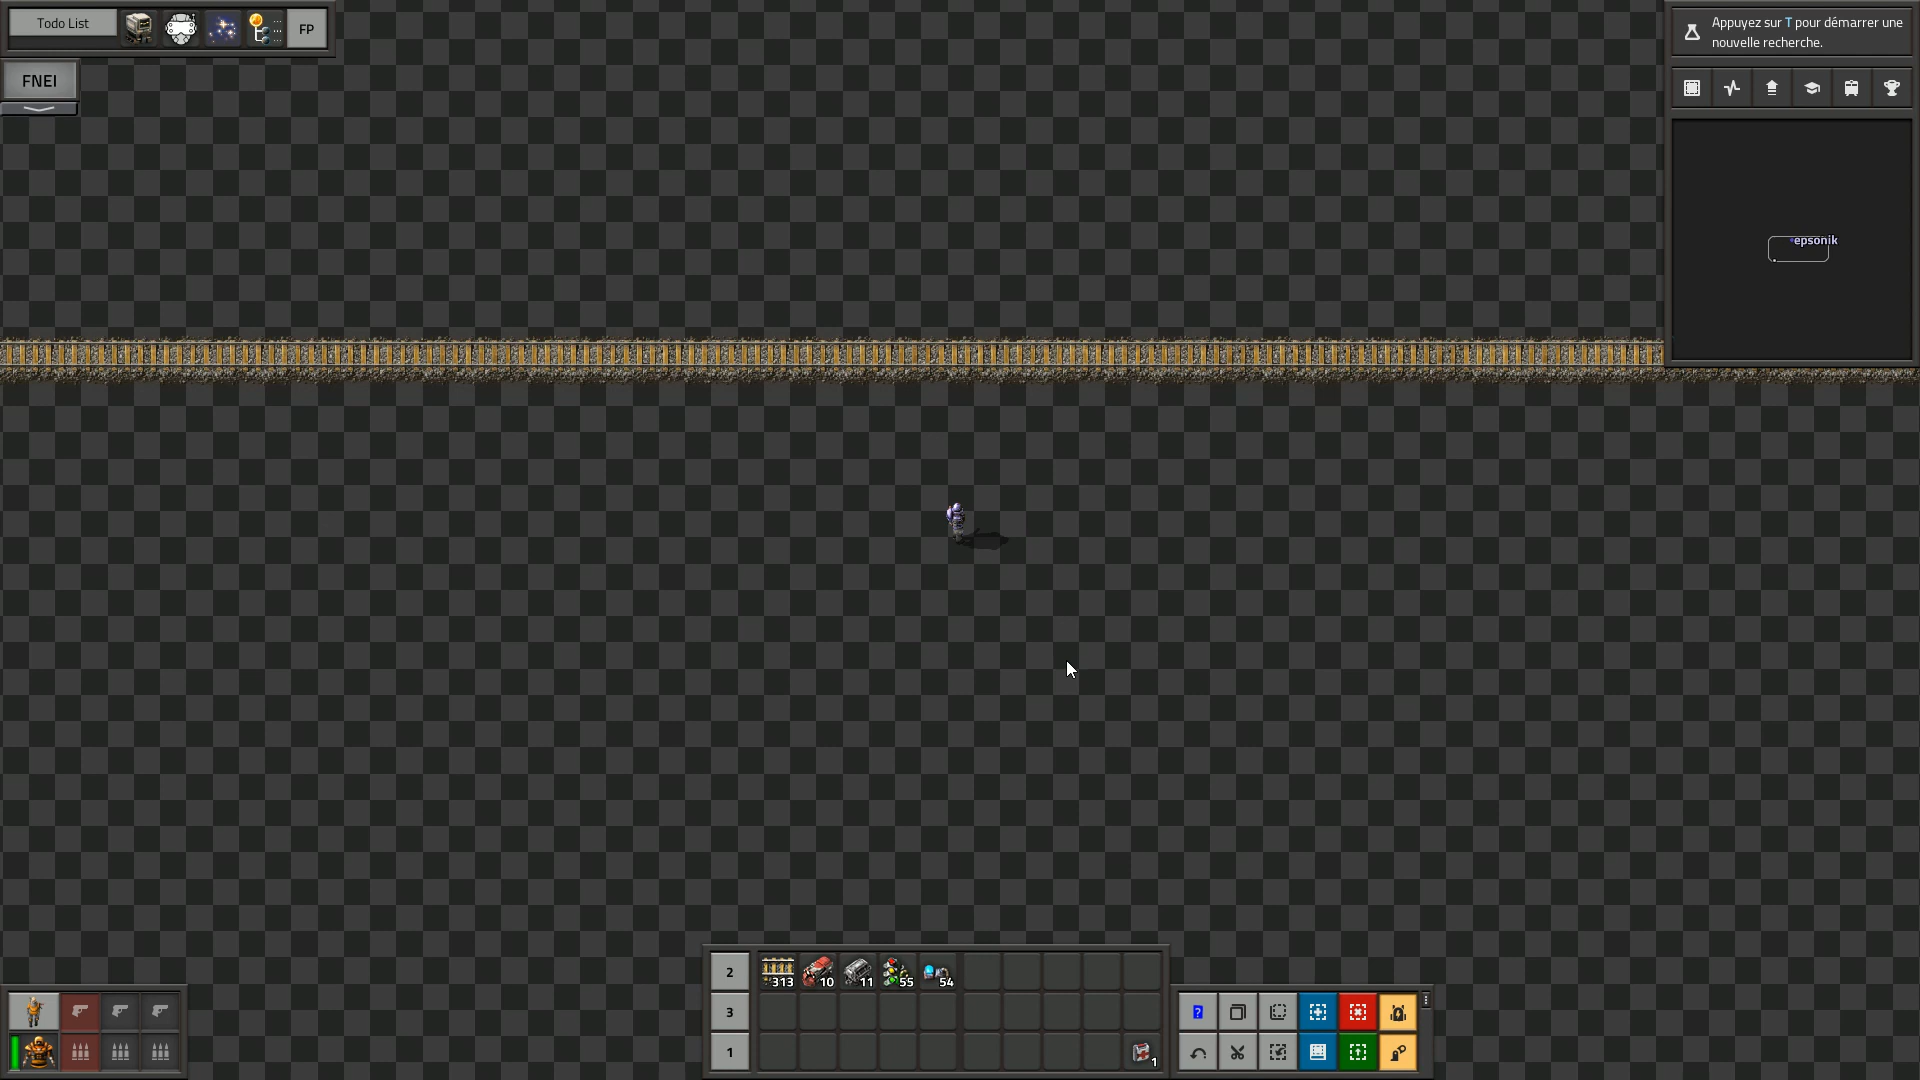 Todo List
FP
FNEI
Appuyez sur T pour démarrer une
nouvelle recherche.
epsonik
2
313
10
11
55
54
3
1
1
?